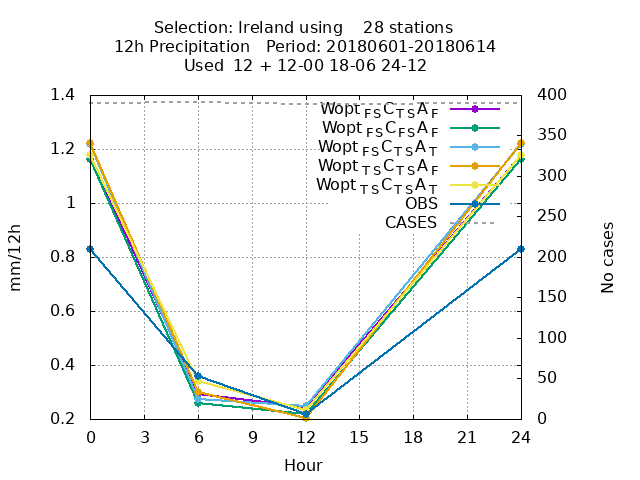 Selection: Ireland using    28 stations
12h Precipitation   Period: 20180601-20180614
Used  12 + 12-00 18-06 24-12
1.4
1.2
1
0.8
0.6
0.4
0.2
mm/12h
400
350
300
250
200
150
100
50
0
No cases
Wopt FS C TS A F
Wopt FS C FS A F
Wopt FS C TS A T
Wopt TS C TS A F
Wopt TS C TS A T
OBS
CASES
0 3 6 9 12 15 18 21 24
Hour